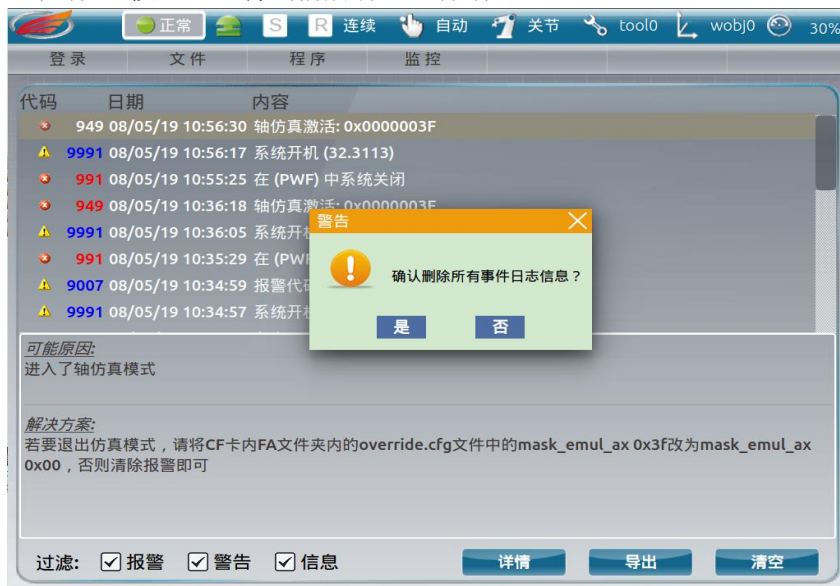 正常 S R 连续 自动 关节 tool0 wobj0 30%
登录 文件 程序 监控
代码 日期 内容
949 08/05/19 10:56:30 轴仿真激活: 0x0000003F
9991 08/05/19 10:56:17 系统开机 (32.3113)
991 08/05/19 10:55:25 在 (PWF) 中系统关闭
949 08/05/19 10:36:18 轴仿真激活: 0x0000003F
9991 08/05/19 10:36:05 系统开
991 08/05/19 10:35:29 在 (PW
9007 08/05/19 10:34:59 报警代
9991 08/05/19 10:34:57 系统开
警告
确认删除所有事件日志信息？
是 否
可能原因:
进入了轴仿真模式
解决方案:
若要退出仿真模式，请将CF卡内FA文件夹内的override.cfg文件中的mask_emul_ax 0x3f改为mask_emul_ax
0x00，否则清除报警即可
过滤: 报警 警告 信息 详情 导出 清空